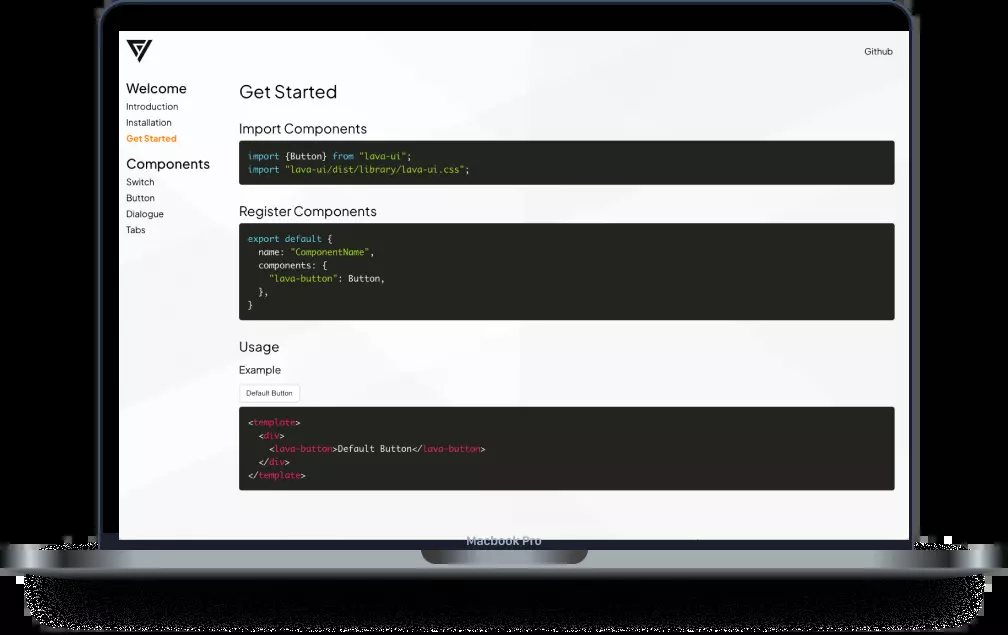 Github
Welcome
Introduction
Installation
Get Started
Components
Switch
Button
Dialogue
Tabs
Get Started
Import Components
import {Button} from "lava-ui";
import "lava-ui/dist/library/lava-ui.css";
Register Components
export default {
  name: "ComponentName",
  components: {
    "lava-button": Button,
  },
}
Usage
Example
Default Button
<template>
  <div>
    <lava-button>Default Button</lava-button>
  </div>
</template>
Macbook Pro